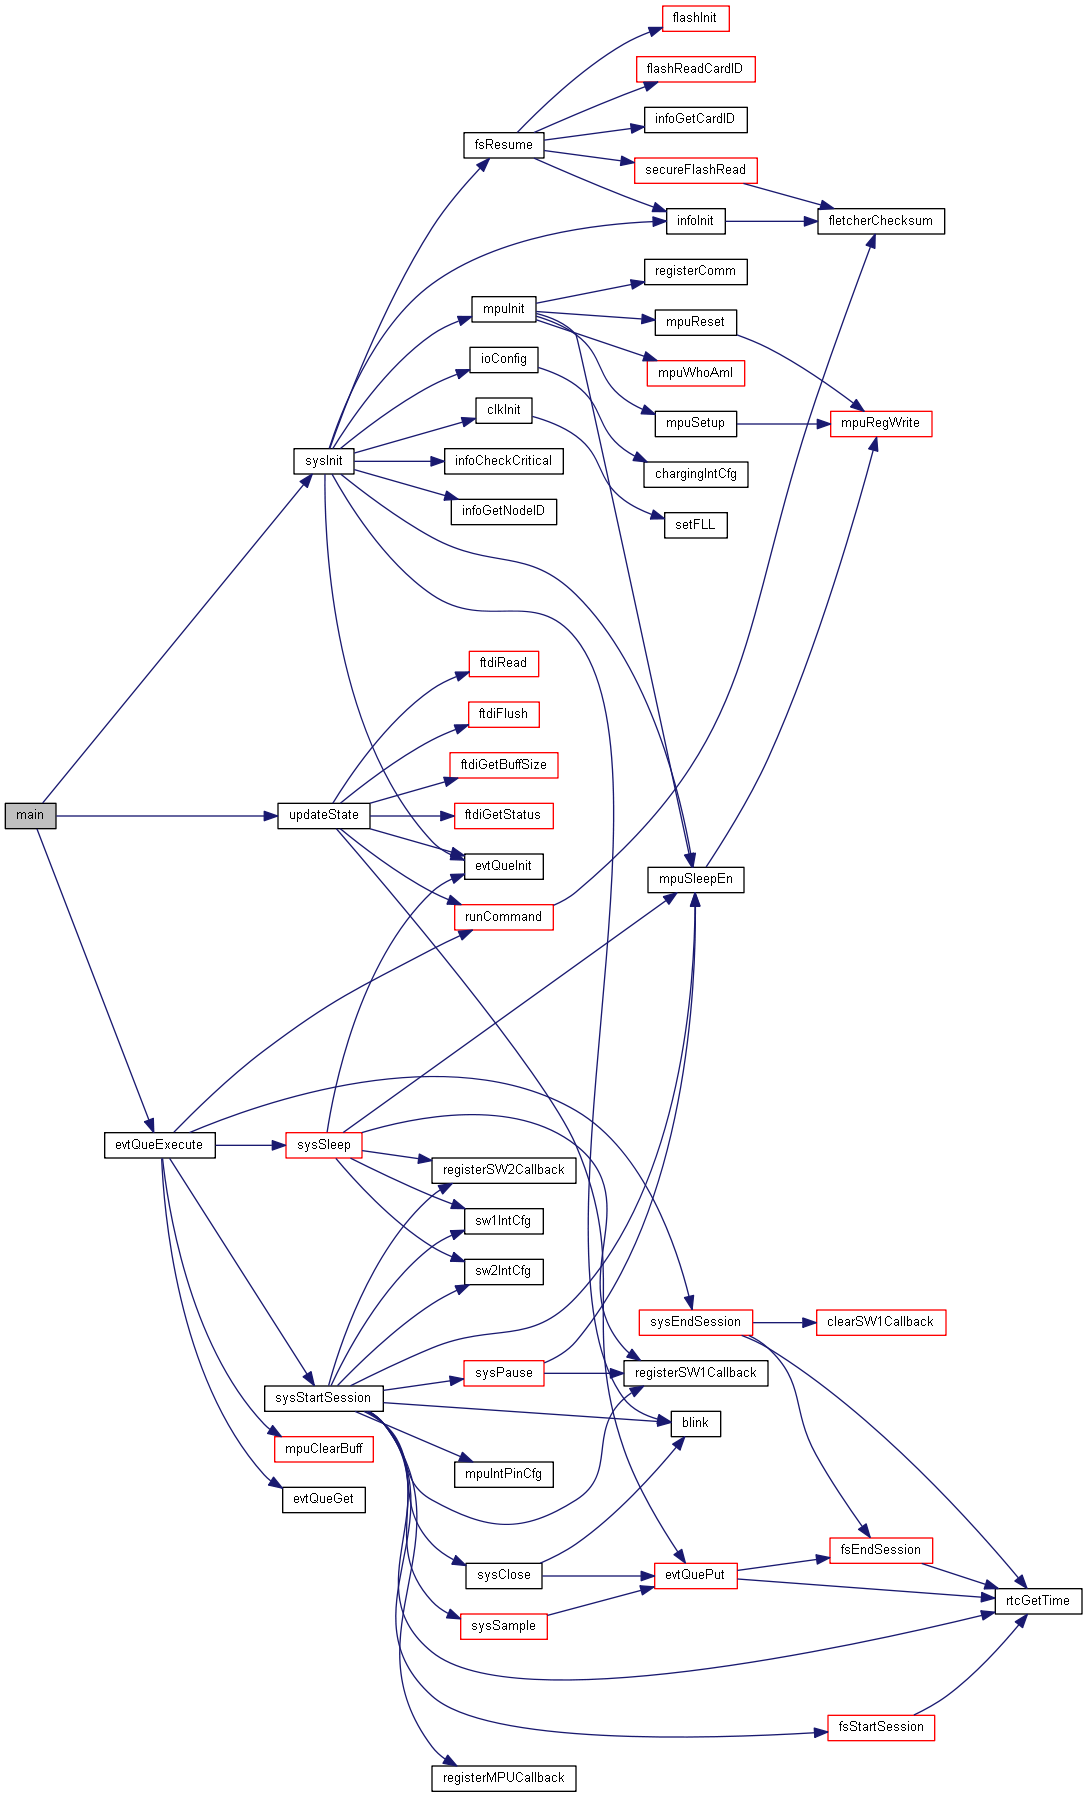 flashInit
flashReadCardID
infoGetCardID
fsResume
secureFlashRead
infoInit
fletcherChecksum
registerComm
mpuInit
mpuReset
ioConfig
mpuWhoAmI
clkInit
mpuSetup
mpuRegWrite
sysInit
infoCheckCritical
chargingIntCfg
infoGetNodeID
setFLL
ftdiRead
ftdiFlush
ftdiGetBuffSize
main
updateState
ftdiGetStatus
evtQueInit
mpuSleepEn
runCommand
evtQueExecute
sysSleep
registerSW2Callback
sw1IntCfg
sw2IntCfg
sysEndSession
clearSW1Callback
sysPause
registerSW1Callback
sysStartSession
blink
mpuClearBuff
mpuIntPinCfg
evtQueGet
fsEndSession
sysClose
evtQuePut
rtcGetTime
sysSample
fsStartSession
registerMPUCallback